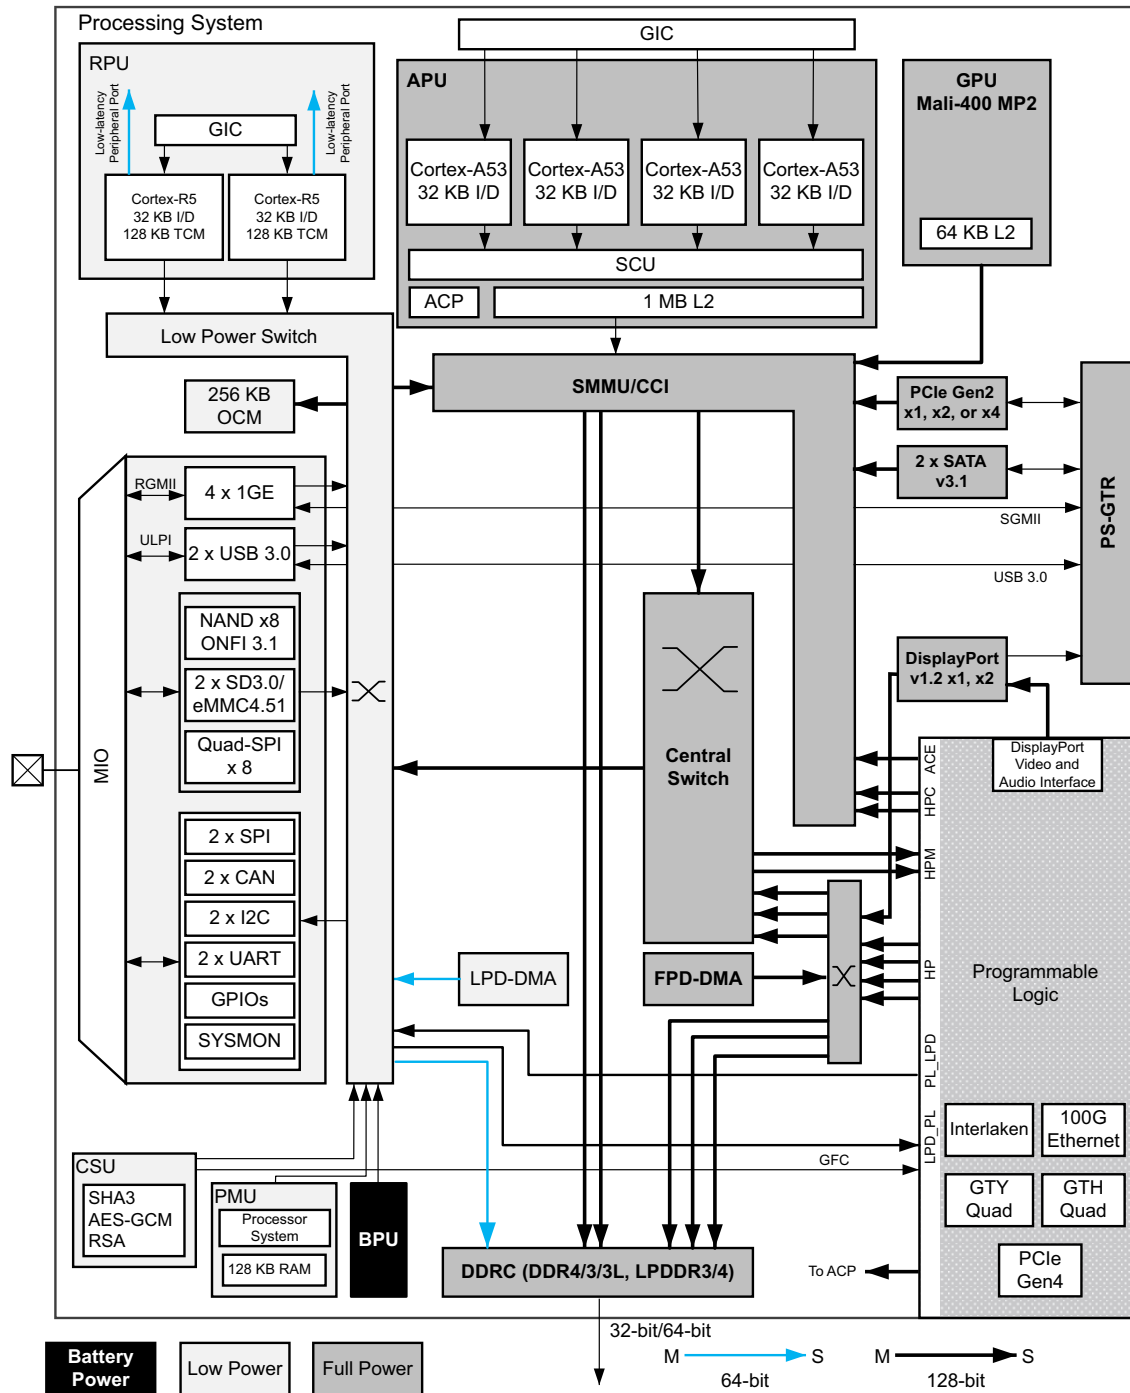 Processing System
RPU
Low-latency
Peripheral Port
Low-latency
Peripheral Port
GIC
Cortex-R5
32 KB I/D
128 KB TCM
Cortex-R5
32 KB I/D
128 KB TCM
GIC
APU
Cortex-A53
32 KB I/D
Cortex-A53
32 KB I/D
Cortex-A53
32 KB I/D
Cortex-A53
32 KB I/D
SCU
ACP
1 MB L2
GPU
Mali-400 MP2
64 KB L2
Low Power Switch
256 KB
OCM
SMMU/CCI
PCIe Gen2
x1, x2, or x4
2 x SATA
v3.1
PS-GTR
SGMII
USB 3.0
MIO
RGMII
4 x 1GE
ULPI
2 x USB 3.0
NAND x8
ONFI 3.1
2 x SD3.0/
eMMC4.51
Quad-SPI
x 8
2 x SPI
2 x CAN
2 x I2C
2 x UART
GPIOs
SYSMON
Central
Switch
DisplayPort
v1.2 x1, x2
DisplayPort
Video and
Audio Interface
ACE
HPC
HPM
HP
PL_LPD
LPD_PL
Programmable
Logic
LPD-DMA
FPD-DMA
Interlaken
100G
Ethernet
GTY
Quad
GTH
Quad
PCIe
Gen4
GFC
CSU
SHA3
AES-GCM
RSA
PMU
Processor
System
128 KB RAM
BPU
DDRC (DDR4/3/3L, LPDDR3/4)
To ACP
32-bit/64-bit
Battery
Power
Low Power
Full Power
M
S
64-bit
M
S
128-bit